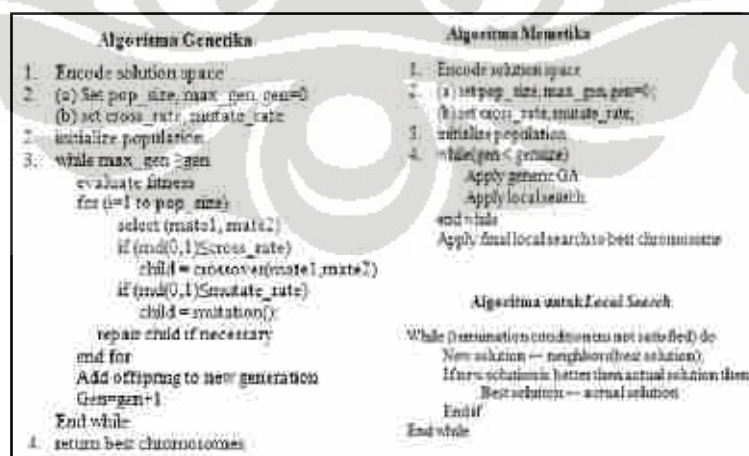 Algorisma Genetika
1. Encode solution space
2. (a) Set pop_size, max_gen, gen=0
(b) set cross_rate, mutate_rate
2. initialize population
3. while max_gen ≥gen
evaluate fitness
for (i=1 to pop_size)
select (mate1, mate2)
if (rnd(0,1)≤cross_rate)
child = crossover(mate1,mate2)
if (rnd(0,1)≤mutate_rate)
child = mutation()
repair child if necessary
end for
Add offspring to new generation
Gen=gen+1
End while
4. return best chromosomes
Algoritma Memetika
1. Encode solution space
2. (a) set pop_size, max_gen, gen=0;
(b) set cross_rate, mutate_rate;
3. initialize population
4. while(gen < gensize)
Apply generic GA
Apply local search
end while
Apply final local search to best chromosome
Algoritma untuk Local Search
While (termination condition is not satisfied) do
New solution ← neighbors(best solution);
If new solution is better then actual solution then
Best solution ← actual solution
End if
End while